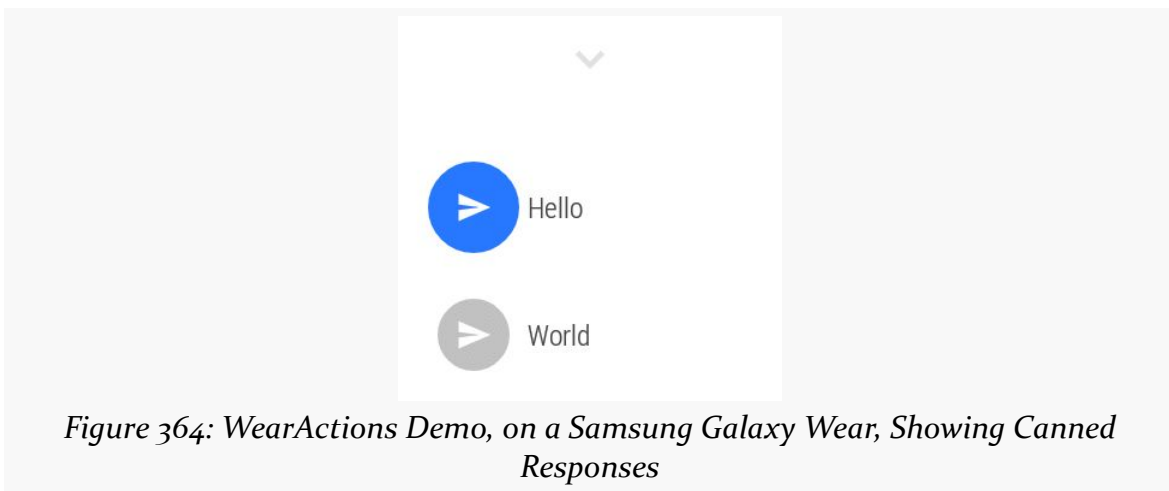 Hello
World
Figure 364: WearActions Demo, on a Samsung Galaxy Wear, Showing Canned
Responses